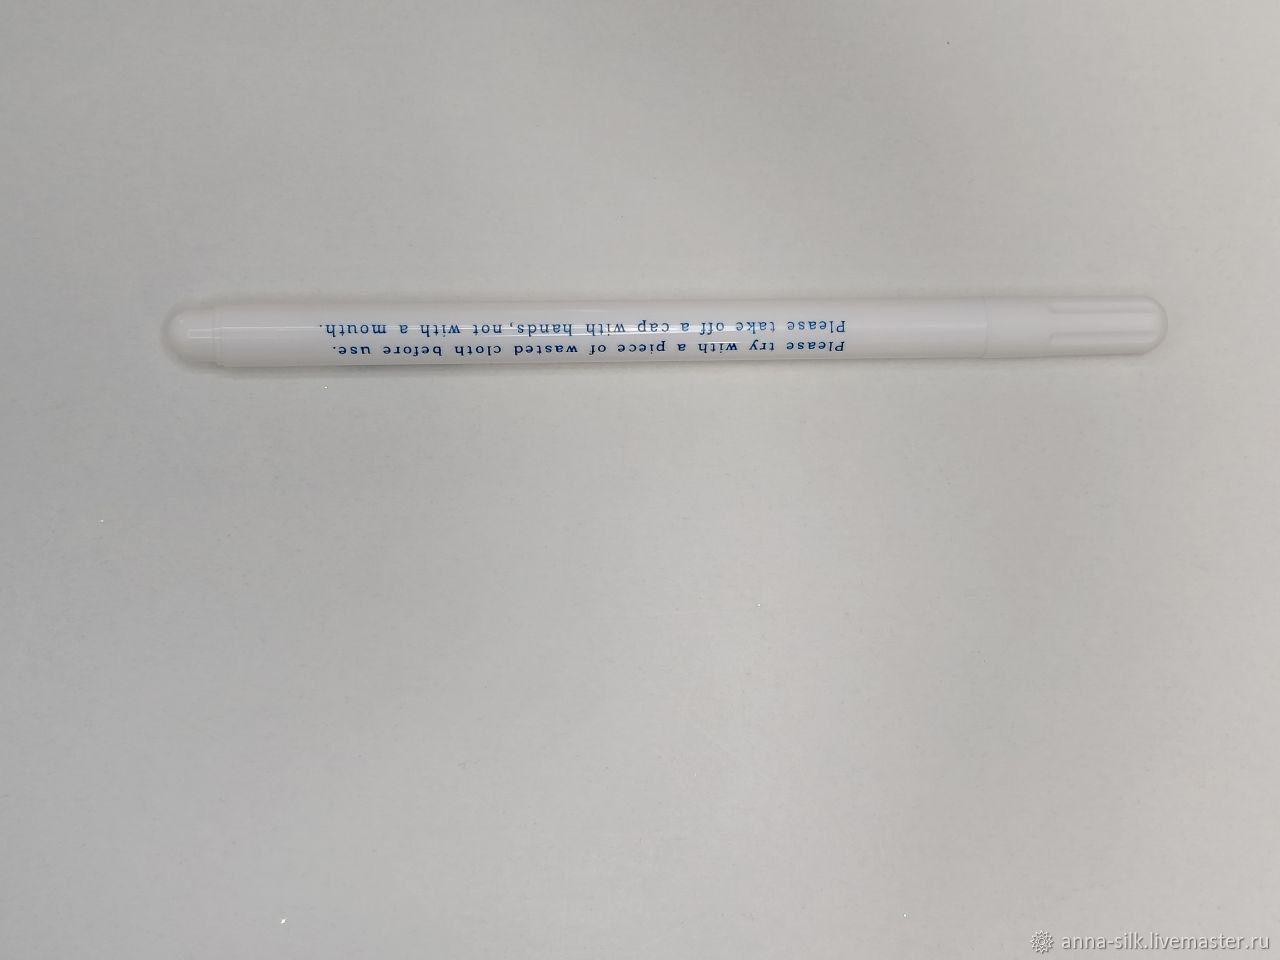 Please try with a piece of wasted cloth before use.
Please take off a cap with hands, not with a mouth.
anna-silk.livemaster.ru